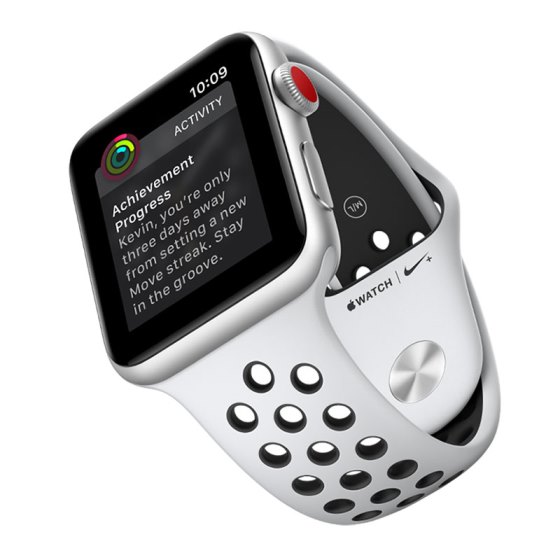 10:09
ACTIVITY
Achievement
Progress
Kevin, you're only
three days away
from setting a new
Move streak. Stay
in the groove.
M/L
WATCH | +